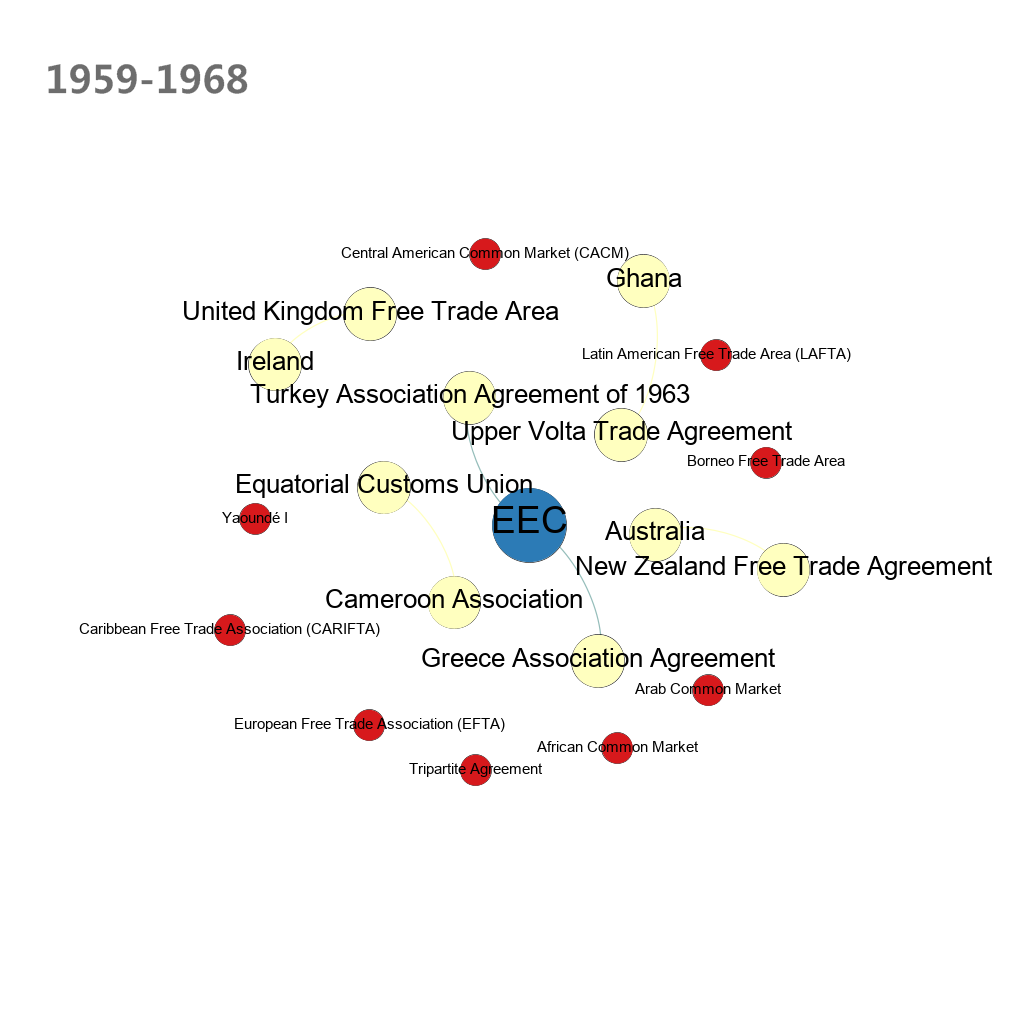 1959-1968
Central American Common Market (CACM)
Ghana
United Kingdom Free Trade Area
Latin American Free Trade Area (LAFTA)
Ireland
Turkey Association Agreement of 1963
Upper Volta Trade Agreement
Borneo Free Trade Area
Equatorial Customs Union
Yaoundé I
EEC
Australia
New Zealand Free Trade Agreement
Cameroon Association
Caribbean Free Trade Association (CARIFTA)
Greece Association Agreement
Arab Common Market
European Free Trade Association (EFTA)
African Common Market
Tripartite Agreement